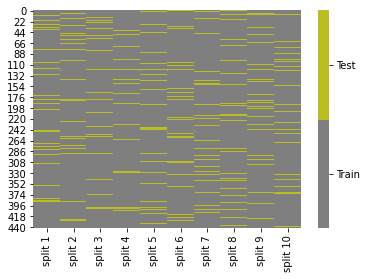 0
22
44
66
88
110
132
154
176
198
220
242
264
286
308
330
352
374
396
418
440
split 1
split 2
split 3
split 4
split 5
split 6
split 7
split 8
split 9
split 10
Test
Train